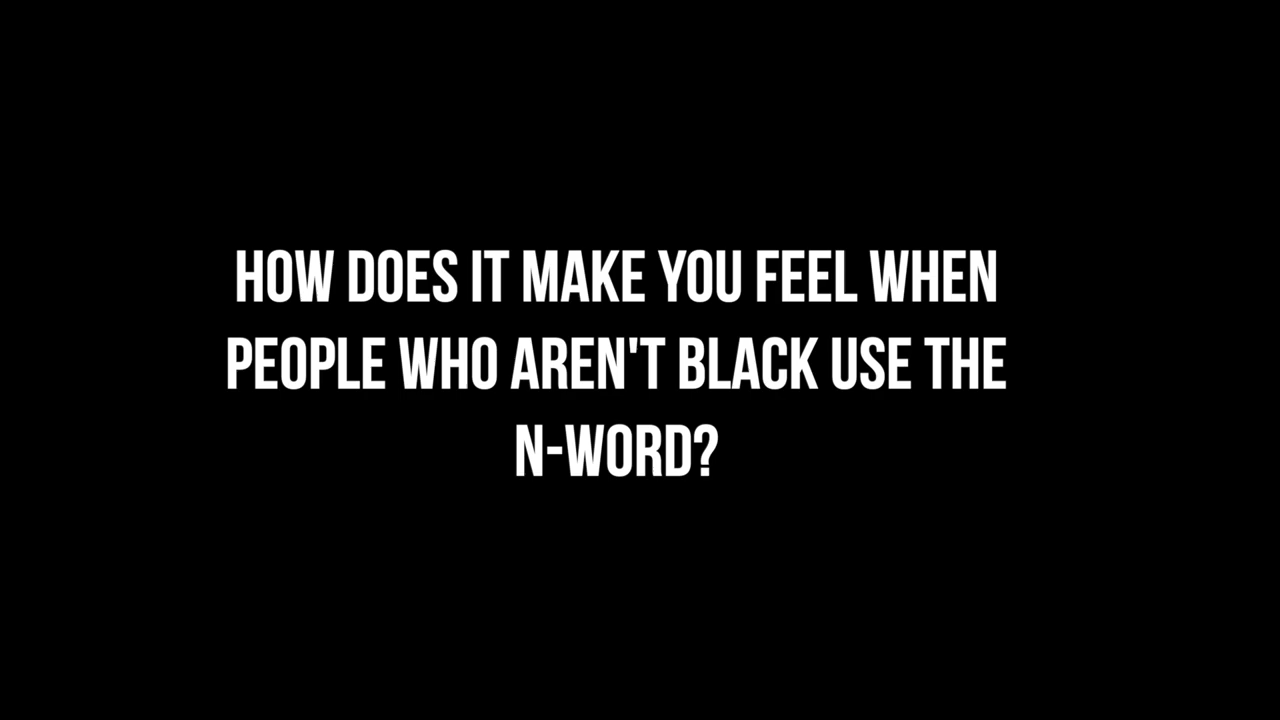 HOW DOES IT MAKE YOU FEEL WHEN
PEOPLE WHO AREN'T BLACK USE THE
N-WORD?